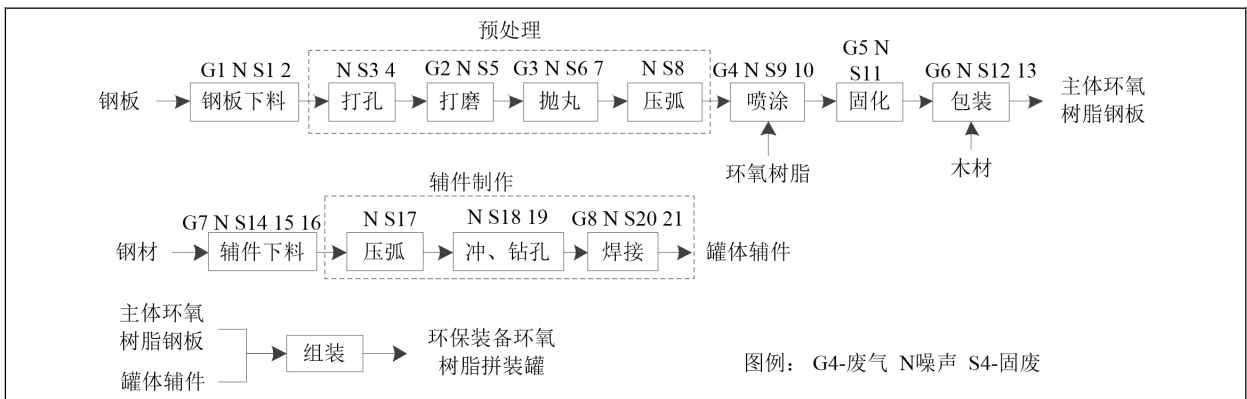 预处理
G1 N S1 2
N S3 4
G2 N S5
G3 N S6 7
N S8
G4 N S9 10
G5 N
S11
G6 N S12 13
钢板
钢板下料
打孔
打磨
抛丸
压弧
喷涂
固化
包装
主体环氧
树脂钢板
环氧树脂
木材
辅件制作
G7 N S14 15 16
N S17
N S18 19
G8 N S20 21
钢材
辅件下料
压弧
冲、钻孔
焊接
罐体辅件
主体环氧
树脂钢板
罐体辅件
组装
环保装备环氧
树脂拼装罐
图例： G4-废气 N噪声 S4-固废